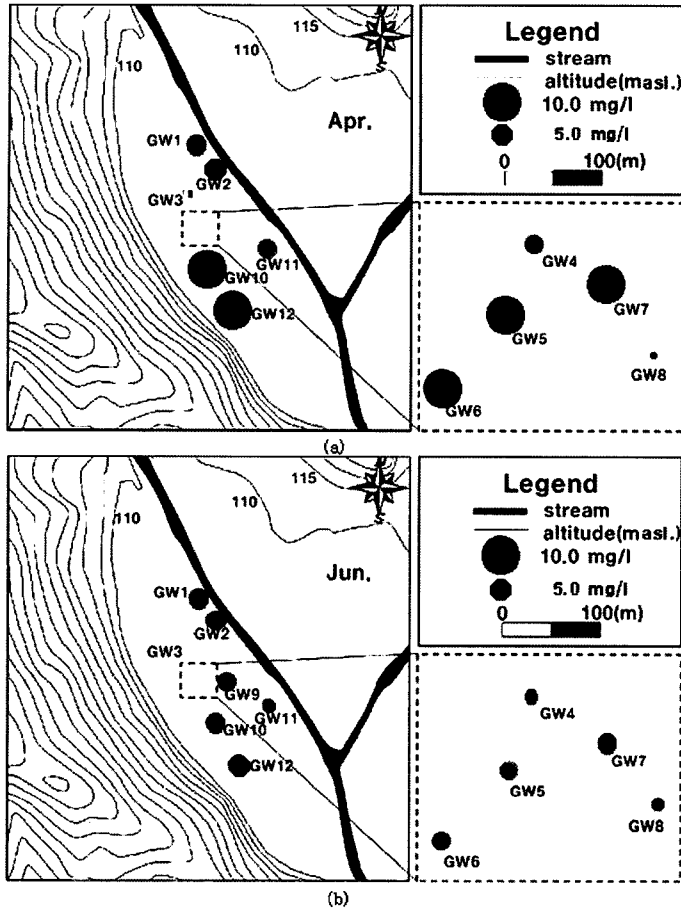 115
110
110
S
Apr.
GW1
GW2
GW3
GW11
GW10
GW12
Legend
stream
altitude(masl.)
10.0 mg/l
5.0 mg/l
0 100(m)
GW4
GW7
GW5
GW8
GW6
(a)
115
110
110
S
Jun.
GW1
GW2
GW3
GW9
GW11
GW10
GW12
Legend
stream
altitude(masl.)
10.0 mg/l
5.0 mg/l
0 100(m)
GW4
GW7
GW5
GW8
GW6
(b)